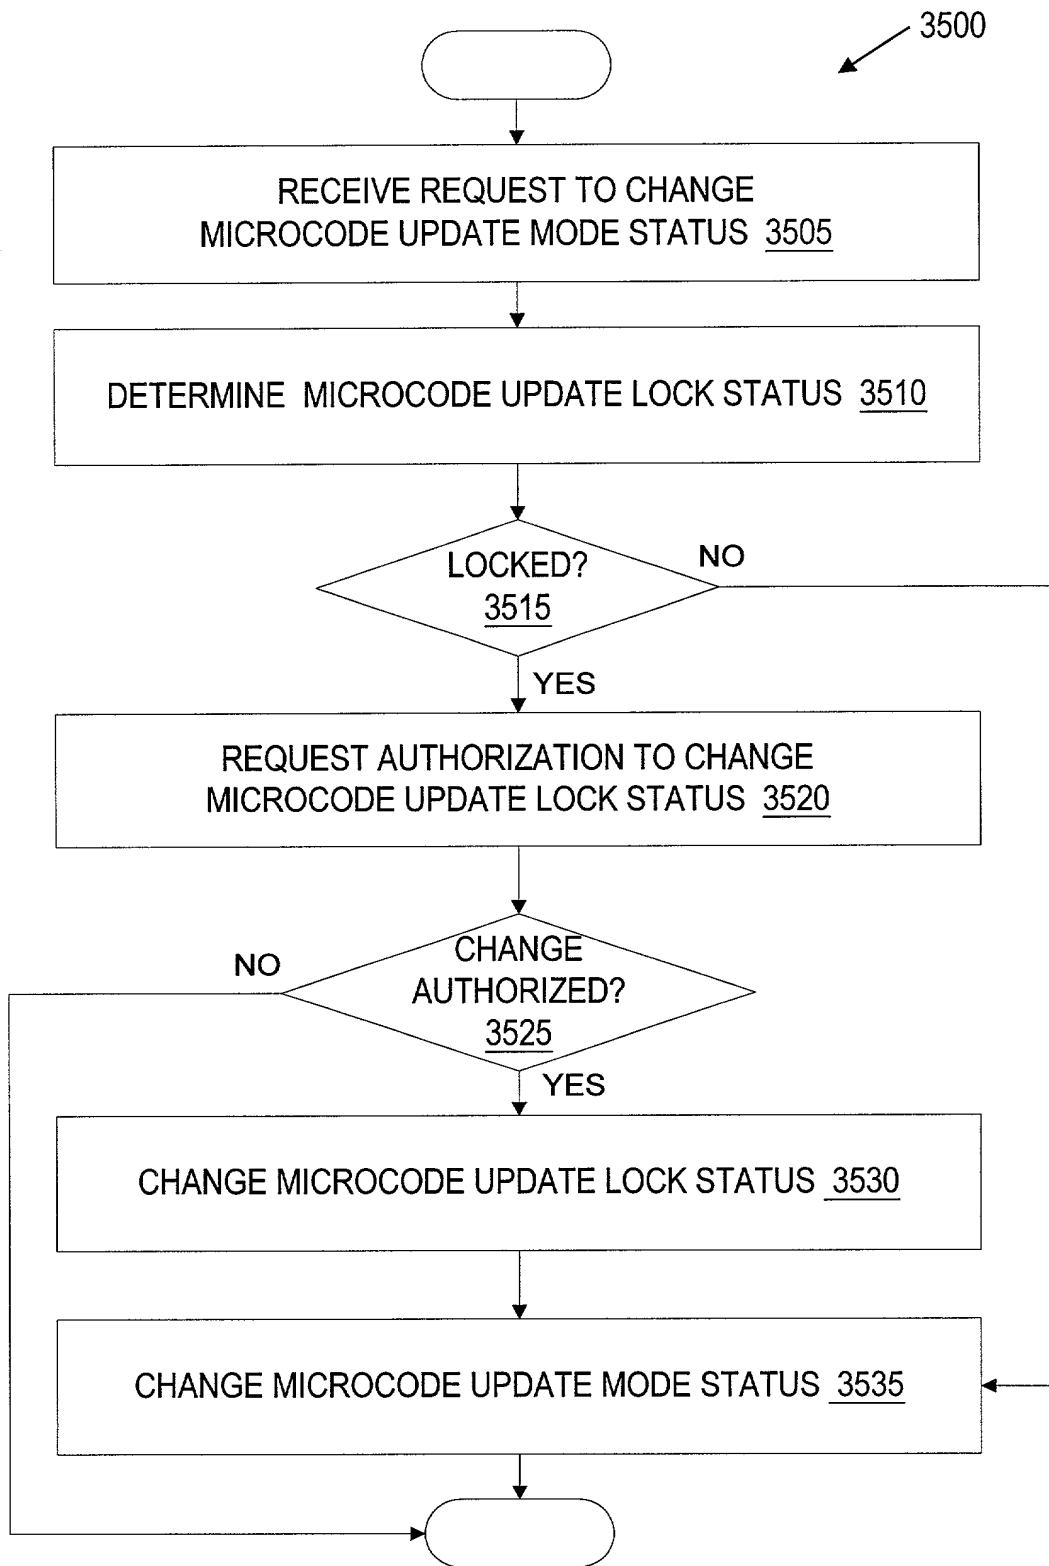 3500
RECEIVE REQUEST TO CHANGE
MICROCODE UPDATE MODE STATUS 3505
DETERMINE MICROCODE UPDATE LOCK STATUS 3510
LOCKED?
3515
NO
YES
REQUEST AUTHORIZATION TO CHANGE
MICROCODE UPDATE LOCK STATUS 3520
NO
CHANGE
AUTHORIZED?
3525
YES
CHANGE MICROCODE UPDATE LOCK STATUS 3530
CHANGE MICROCODE UPDATE MODE STATUS 3535